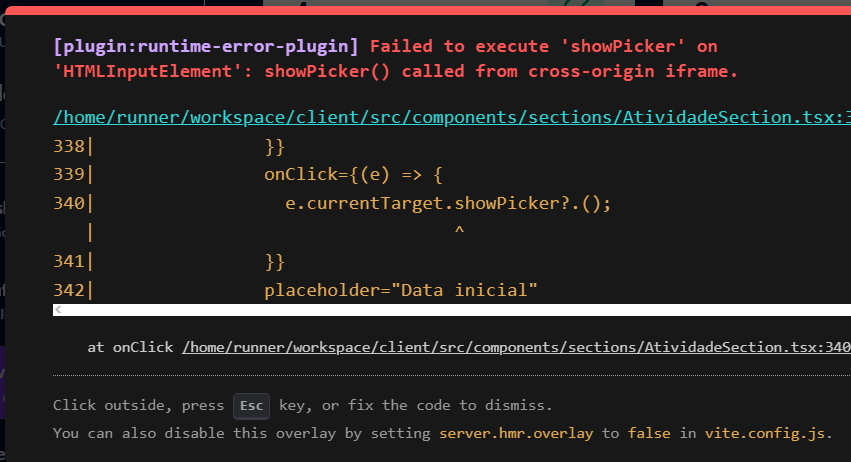 [plugin:runtime-error-plugin] Failed to execute 'showPicker' on
'HTMLInputElement': showPicker() called from cross-origin iframe.
/home/runner/workspace/client/src/components/sections/AtividadeSection.tsx:3
338|                }}
339|                onClick={(e) => {
340|                  e.currentTarget.showPicker?.();
   |                                  ^
341|                }}
342|                placeholder="Data inicial"
at onClick /home/runner/workspace/client/src/components/sections/AtividadeSection.tsx:340
Click outside, press Esc key, or fix the code to dismiss.
You can also disable this overlay by setting server.hmr.overlay to false in vite.config.js.